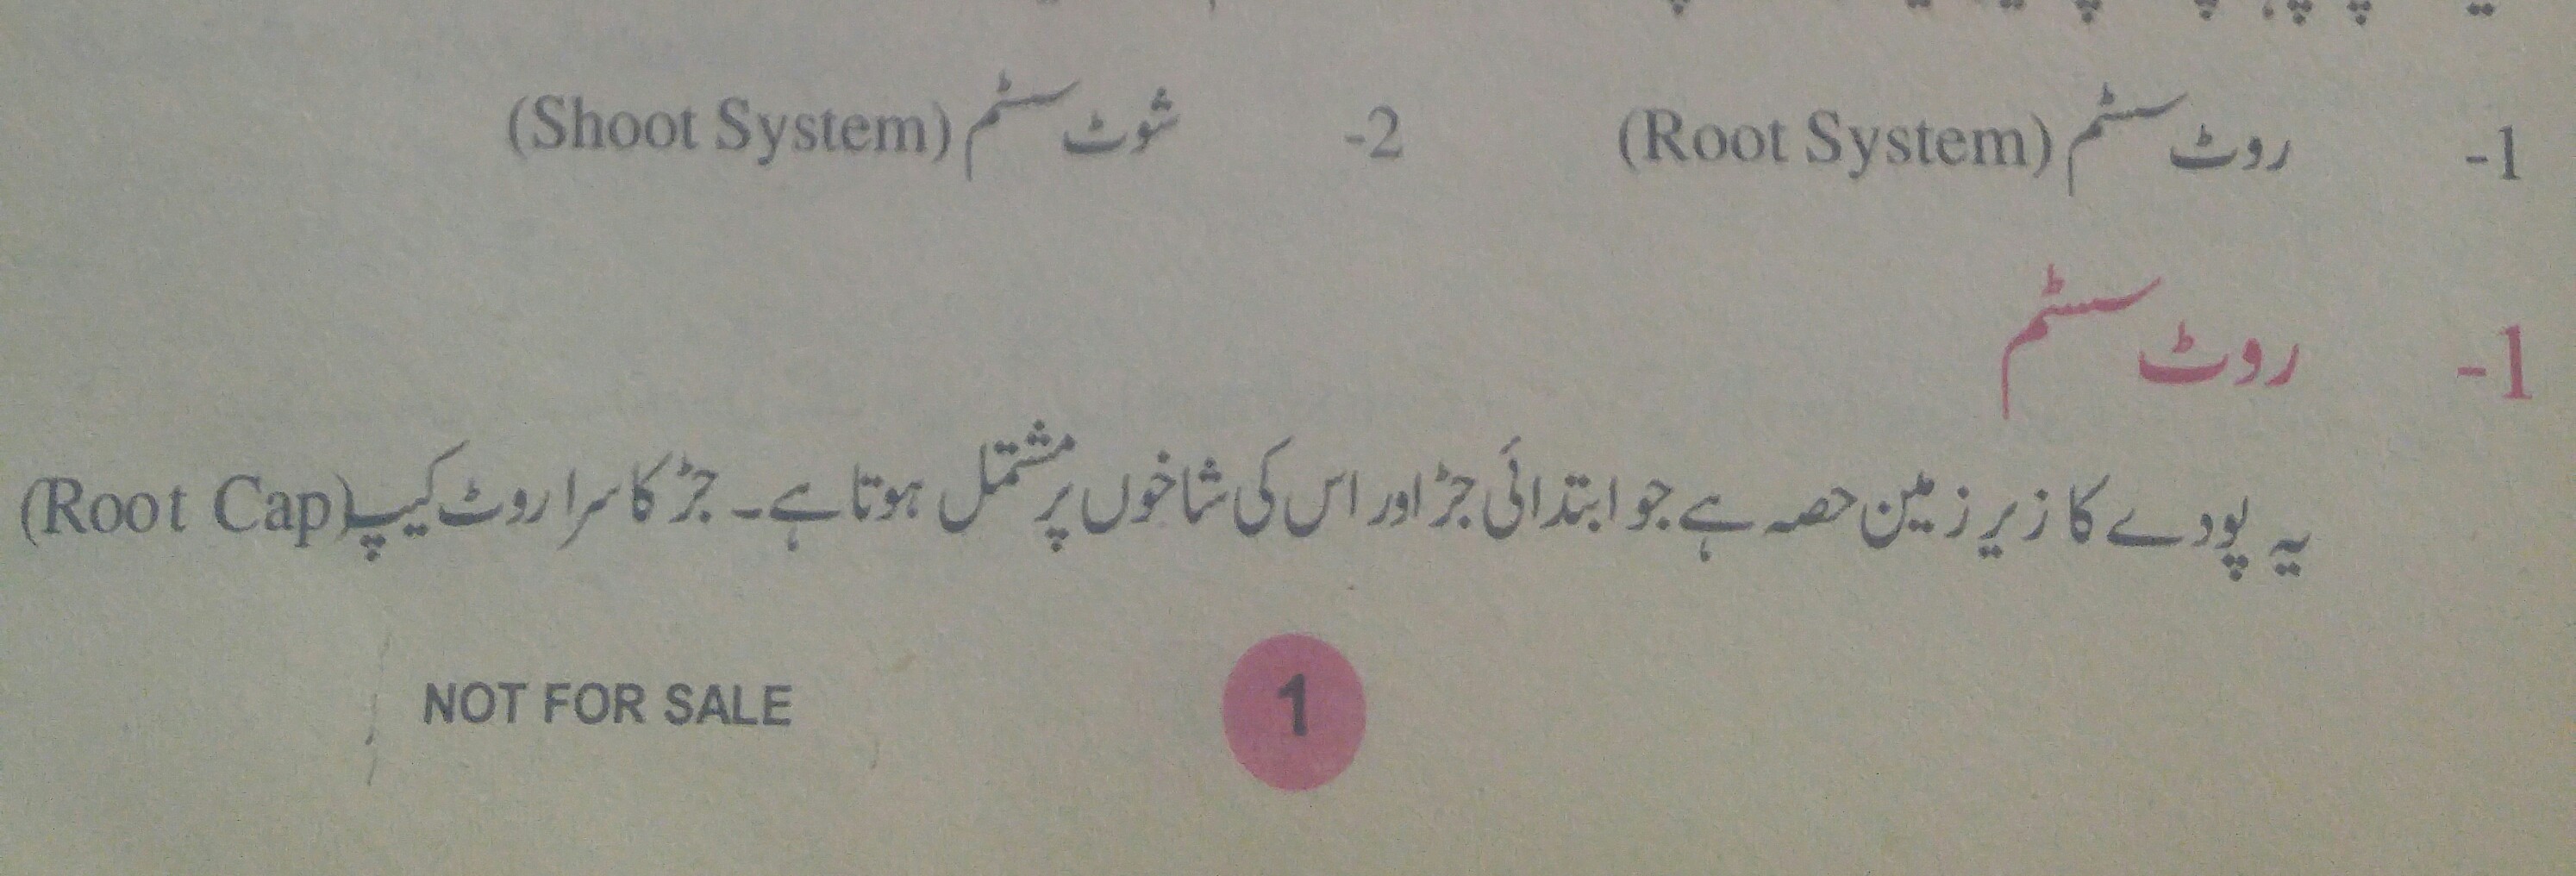 1- روٹ سسٹم (Root System) 2- شوٹ سسٹم (Shoot System)
1- روٹ سسٹم
یہ پودے کا زیر زمین حصہ ہے جو ابتدائی جڑ اور اس کی شاخوں پر مشتمل ہوتا ہے۔ جڑ کا سرا روٹ کیپ (Root Cap)
1 NOT FOR SALE